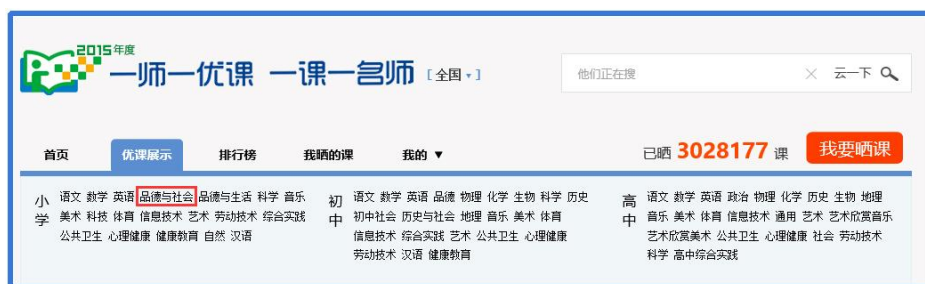 2015年度
一师一优课 一课一名师 [全国▾]
他们正在搜 × 云一下
首页 优课展示 排行榜 我晒的课 我的 ▼ 已晒 3028177 课 我要晒课
小学
语文 数学 英语 品德与社会 品德与生活 科学 音乐
美术 科技 体育 信息技术 艺术 劳动技术 综合实践
公共卫生 心理健康 健康教育 自然 汉语
初中
语文 数学 英语 品德 物理 化学 生物 科学 历史
初中社会 历史与社会 地理 音乐 美术 体育
信息技术 综合实践 艺术 公共卫生 心理健康
劳动技术 汉语 健康教育
高中
语文 数学 英语 政治 物理 化学 历史 生物 地理
音乐 美术 体育 信息技术 通用 艺术 艺术欣赏音乐
艺术欣赏美术 公共卫生 心理健康 社会 劳动技术
科学 高中综合实践